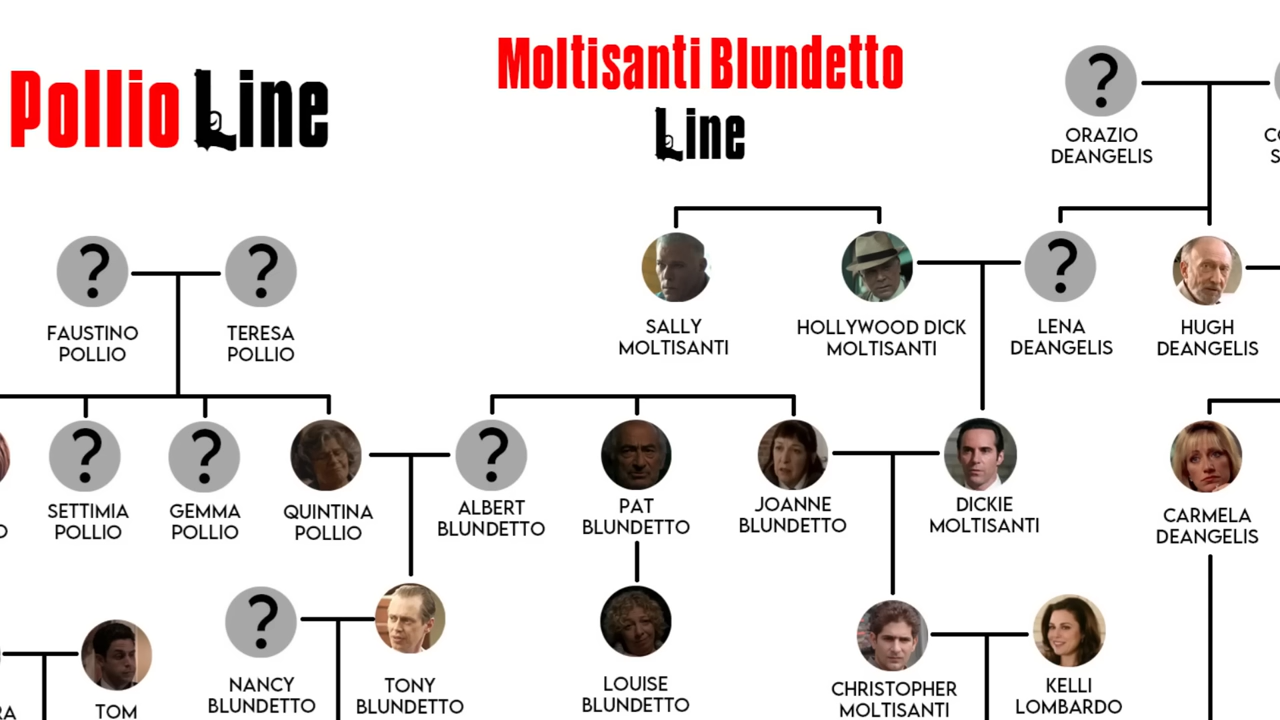 Pollio Line
Moltisanti Blundetto
Line
?
ORAZIO
DEANGELIS
?
FAUSTINO
POLLIO
?
TERESA
POLLIO
SALLY
MOLTISANTI
HOLLYWOOD DICK
MOLTISANTI
?
LENA
DEANGELIS
HUGH
DEANGELIS
?
SETTIMIA
POLLIO
?
GEMMA
POLLIO
QUINTINA
POLLIO
?
ALBERT
BLUNDETTO
PAT
BLUNDETTO
JOANNE
BLUNDETTO
DICKIE
MOLTISANTI
CARMELA
DEANGELIS
TOM
?
NANCY
BLUNDETTO
TONY
BLUNDETTO
LOUISE
BLUNDETTO
CHRISTOPHER
MOLTISANTI
KELLI
LOMBARDO